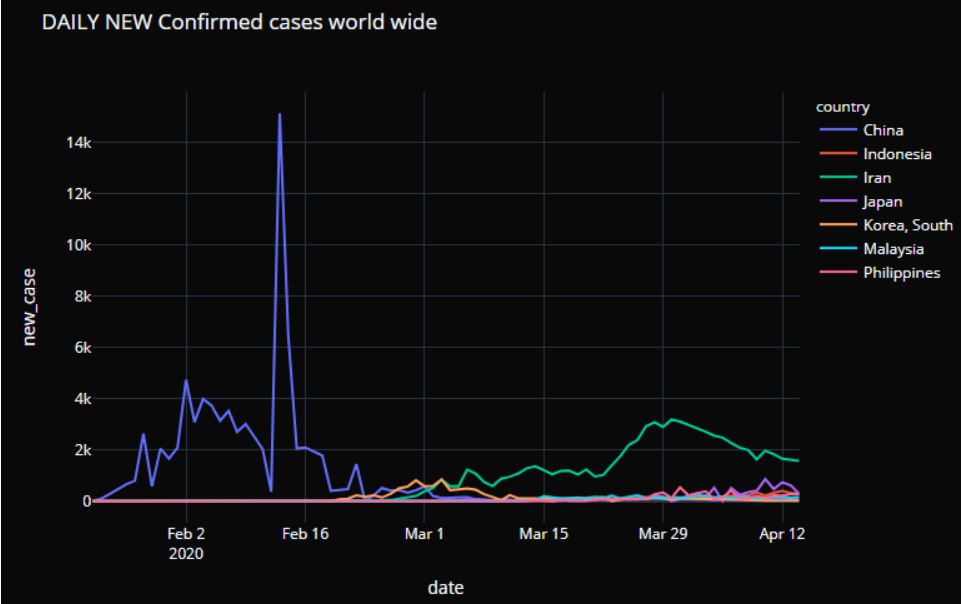 DAILY NEW Confirmed cases world wide
country
China
Indonesia
Iran
Japan
Korea, South
Malaysia
Philippines
14k
12k
10k
8k
6k
4k
2k
0
new_case
Feb 2
2020
Feb 16
Mar 1
Mar 15
Mar 29
Apr 12
date